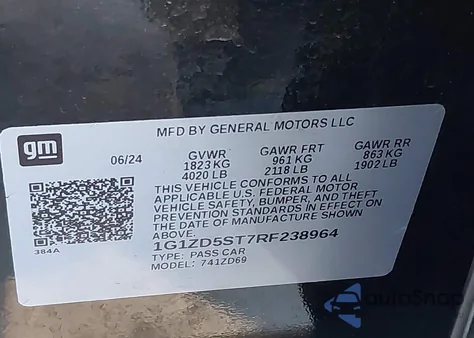 MFD BY GENERAL MOTORS LLC
gm
06/24 GVWR GAWR FRT GAWR RR
1823 KG 961 KG 863 KG
4020 LB 2118 LB 1902 LB
THIS VEHICLE CONFORMS TO ALL
APPLICABLE U.S. FEDERAL MOTOR
VEHICLE SAFETY, BUMPER, AND THEFT
PREVENTION STANDARDS IN EFFECT ON
THE DATE OF MANUFACTURE SHOWN
ABOVE.
384A
1G1ZD5ST7RF238964
TYPE: PASS CAR
MODEL: 741ZD69
autoSnap